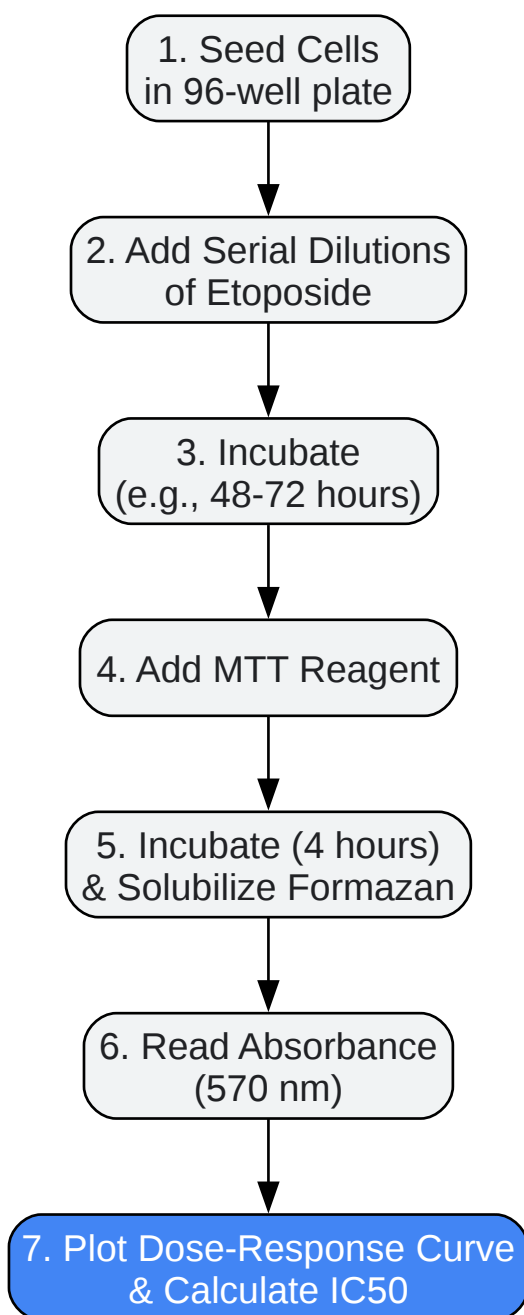 1. Seed Cells
in 96-well plate
2. Add Serial Dilutions
of Etoposide
3. Incubate
(e.g., 48-72 hours)
4. Add MTT Reagent
5. Incubate (4 hours)
& Solubilize Formazan
6. Read Absorbance
(570 nm)
7. Plot Dose-Response Curve
& Calculate IC50